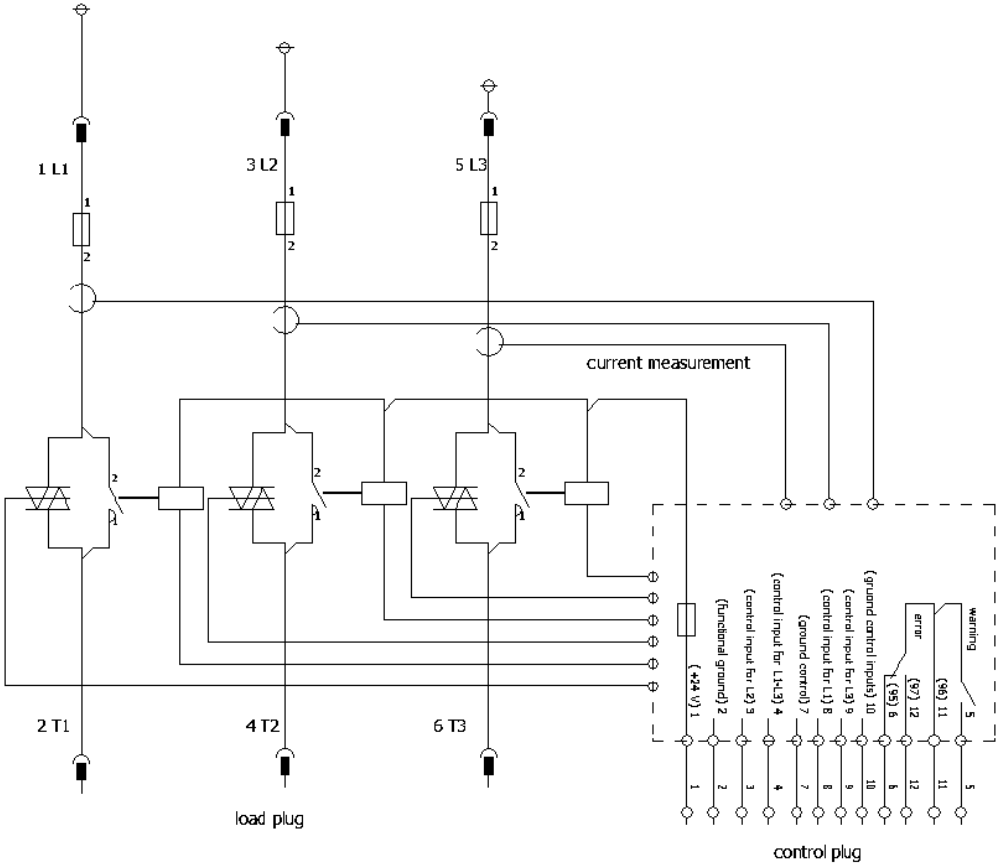 1 L1
3 L2
5 L3
1
1
1
2
2
2
current measurement
2
2
2
1
1
1
(+24 V) 1
(functional ground) 2
(control input for L2) 3
(control input for L1-L3) 4
(ground control) 7
(control input for L1) 8
(control input for L3) 9
(gruand control inputs) 10
(95) 6
error
(97) 12
(96) 11
warning
5
2 T1
4 T2
6 T3
1
2
3
4
7
8
9
10
6
12
11
5
load plug
control plug